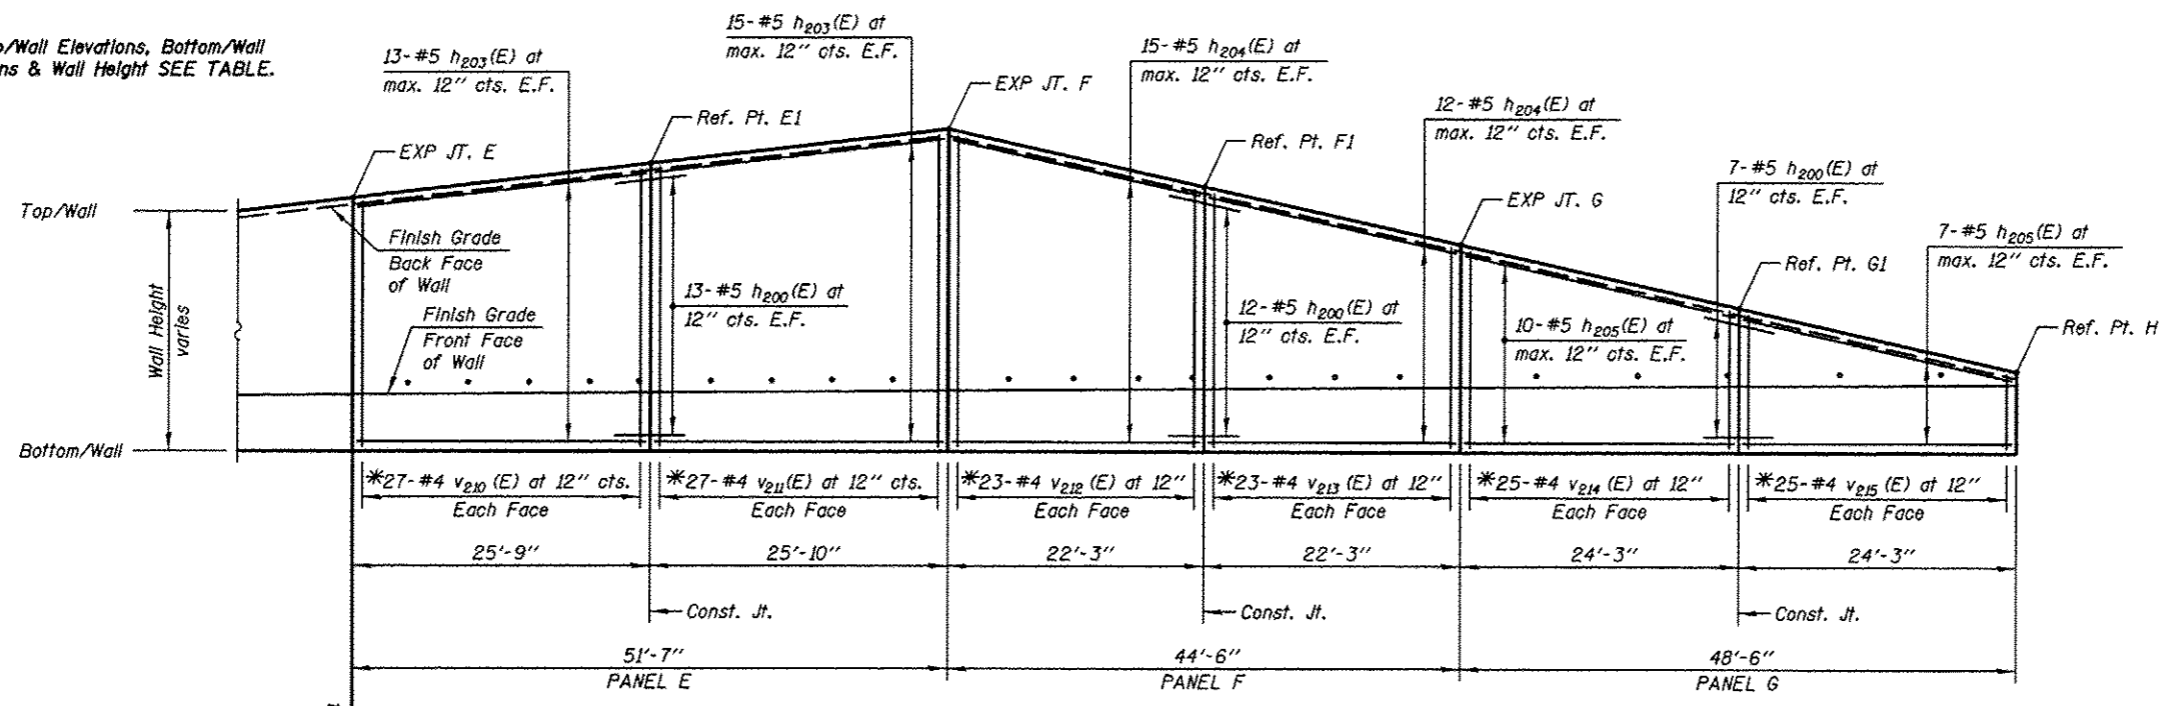 /Wall Elevations, Bottom/Wall
& Wall Height SEE TABLE.
13-#5 h203(E) at
max. 12" cts. E.F.
15-#5 h203(E) at
max. 12" cts. E.F.
15-#5 h204(E) at
max. 12" cts. E.F.
12-#5 h204(E) at
max. 12" cts. E.F.
7-#5 h200(E) at
12" cts. E.F.
7-#5 h205(E) at
max. 12" cts. E.F.
EXP JT. E
Ref. Pt. E1
EXP JT. F
Ref. Pt. F1
EXP JT. G
Ref. Pt. G1
Ref. Pt. H
Top/Wall
Wall Height
varies
Bottom/Wall
Finish Grade
Back Face
of Wall
Finish Grade
Front Face
of Wall
13-#5 h200(E) at
12" cts. E.F.
12-#5 h200(E) at
12" cts. E.F.
10-#5 h205(E) at
max. 12" cts. E.F.
*27-#4 v210 (E) at 12" cts.
Each Face
*27-#4 v211(E) at 12" cts.
Each Face
*23-#4 v212 (E) at 12"
Each Face
*23-#4 v213 (E) at 12"
Each Face
*25-#4 v214 (E) at 12"
Each Face
*25-#4 v215 (E) at 12"
Each Face
25'-9"
25'-10"
22'-3"
22'-3"
24'-3"
24'-3"
Const. Jt.
Const. Jt.
Const. Jt.
51'-7"
PANEL E
44'-6"
PANEL F
48'-6"
PANEL G